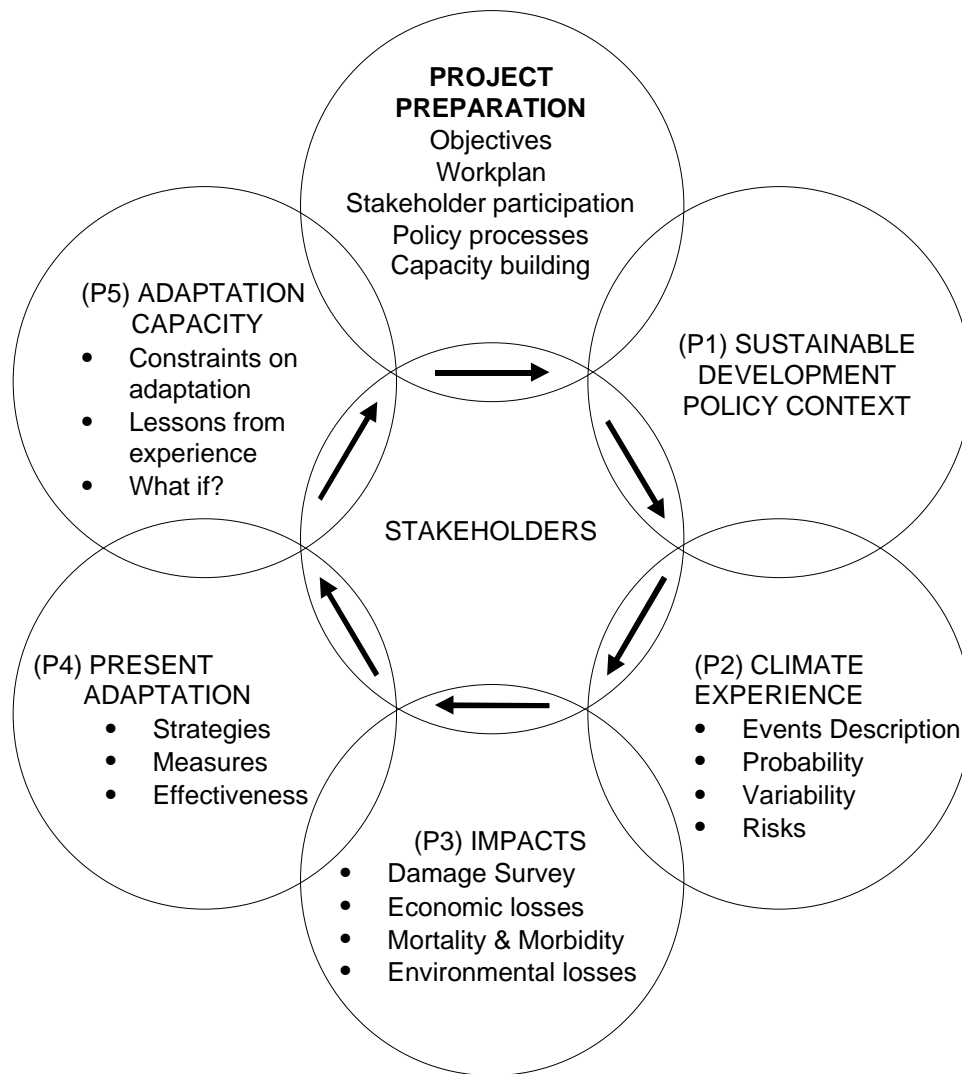 PROJECT
PREPARATION
Objectives
Workplan
Stakeholder participation
Policy processes
Capacity building
(P5) ADAPTATION
CAPACITY
• Constraints on
adaptation
• Lessons from
experience
• What if?
(P1) SUSTAINABLE
DEVELOPMENT
POLICY CONTEXT
STAKEHOLDERS
(P4) PRESENT
ADAPTATION
• Strategies
• Measures
• Effectiveness
(P2) CLIMATE
EXPERIENCE
• Events Description
• Probability
• Variability
• Risks
(P3) IMPACTS
• Damage Survey
• Economic losses
• Mortality & Morbidity
• Environmental losses